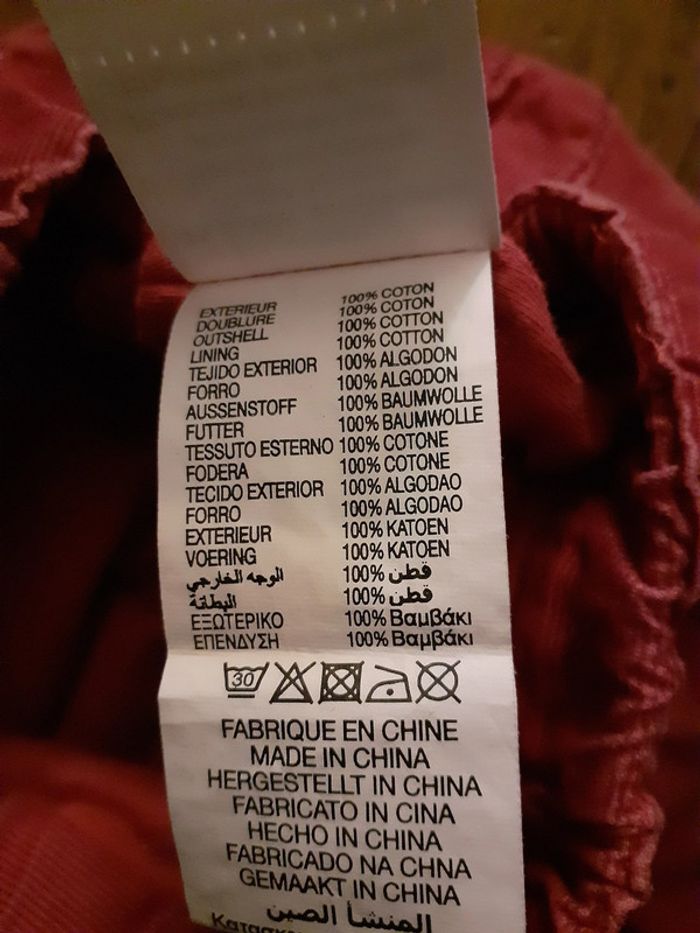 EXTERIEUR 100% COTON
DOUBLURE 100% COTON
OUTSHELL 100% COTTON
LINING 100% COTTON
TEJIDO EXTERIOR 100% ALGODON
FORRO 100% ALGODON
AUSSENSTOFF 100% BAUMWOLLE
FUTTER 100% BAUMWOLLE
TESSUTO ESTERNO 100% COTONE
FODERA 100% COTONE
TECIDO EXTERIOR 100% ALGODAO
FORRO 100% ALGODAO
EXTERIEUR 100% KATOEN
VOERING 100% KATOEN
الوجه الخارجي 100% قطن
البطانة 100% قطن
ΕΞΩΤΕΡΙΚΟ 100% Βαμβάκι
ΕΠΕΝΔΥΣΗ 100% Βαμβάκι
30
FABRIQUE EN CHINE
MADE IN CHINA
HERGESTELLT IN CHINA
FABRICATO IN CINA
HECHO IN CHINA
FABRICADO NA CHNA
GEMAAKT IN CHINA
المنشأ الصين